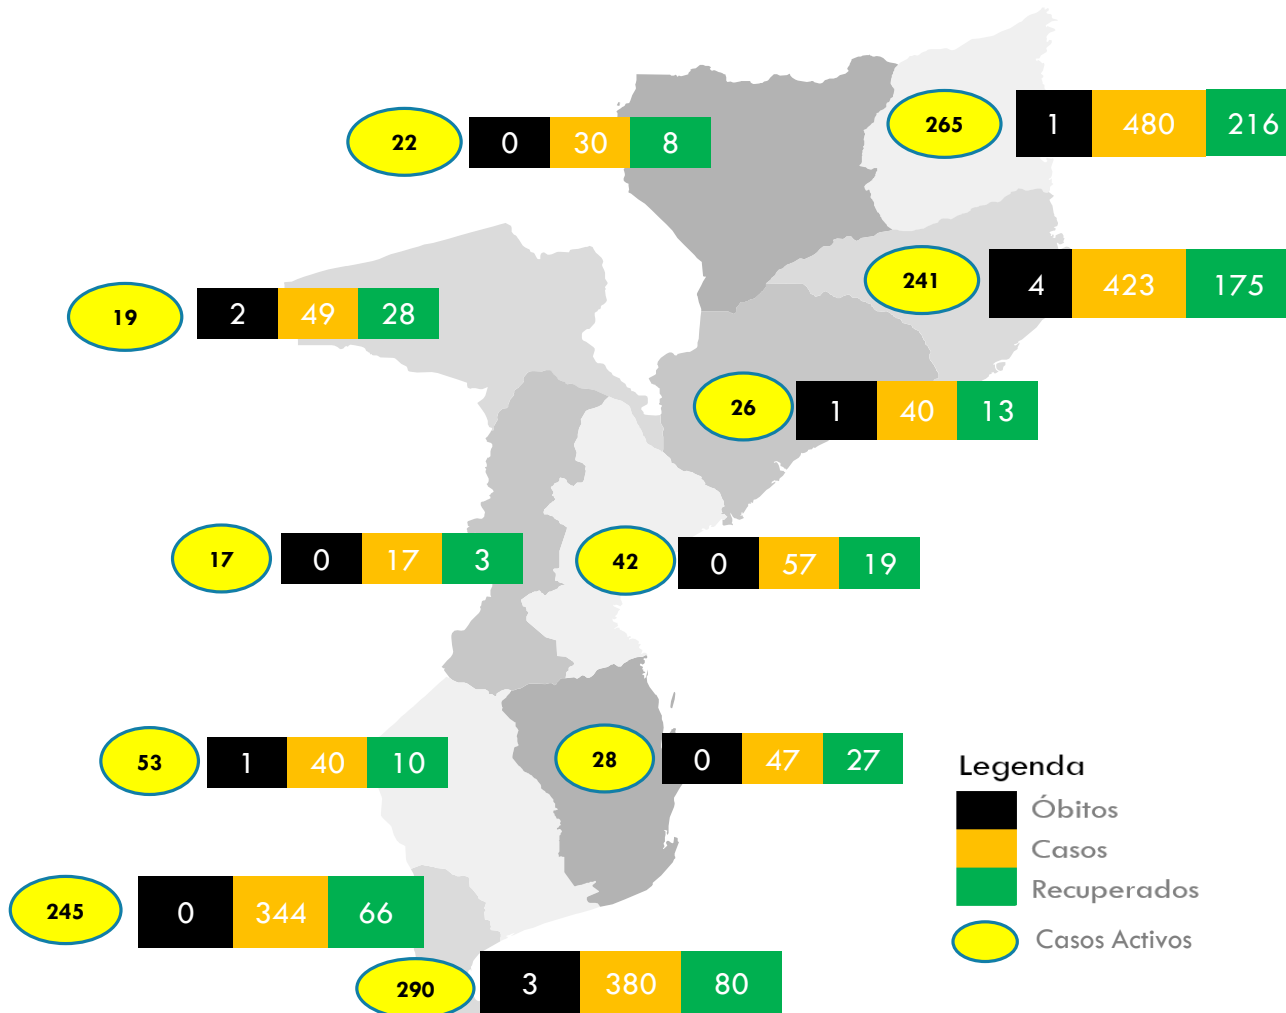 22 0 30 8
265 1 480 216
241 4 423 175
19 2 49 28
26 1 40 13
17 0 17 3
42 0 57 19
53 1 40 10
28 0 47 27
245 0 344 66
290 3 380 80
Legenda
Óbitos
Casos
Recuperados
Casos Activos